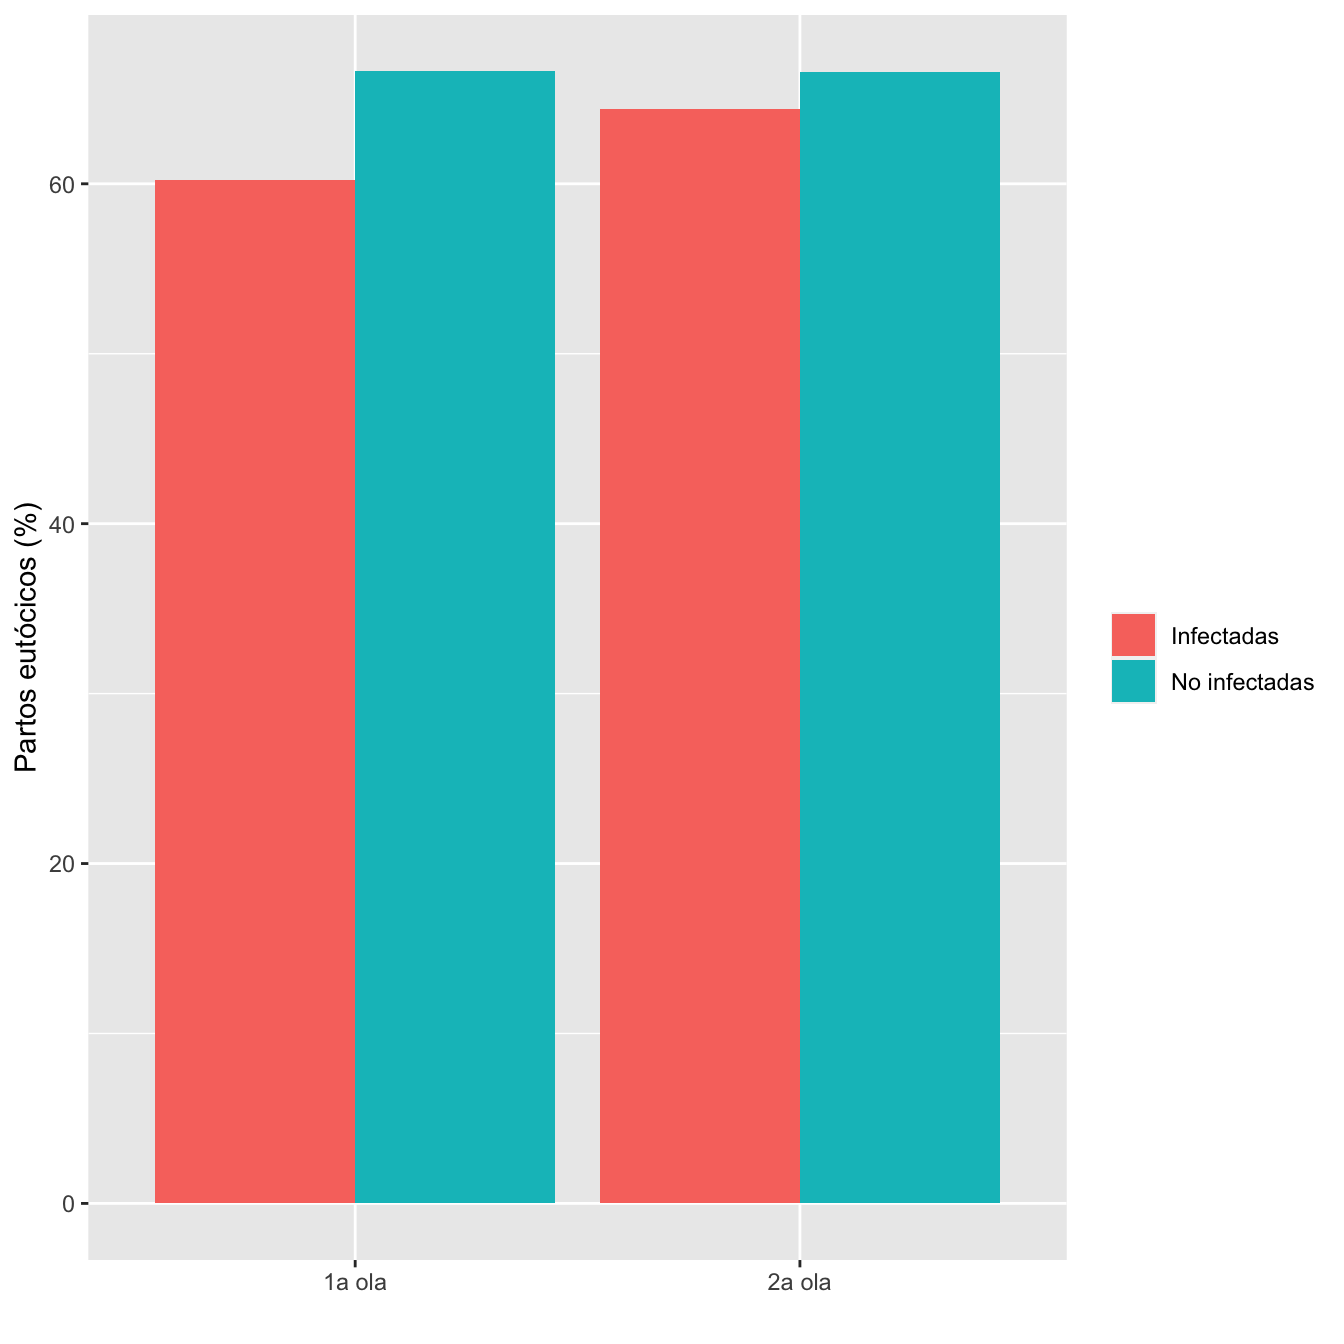 Partos eutócicos (%)
60
40
20
0
1a ola
2a ola
Infectadas
No infectadas